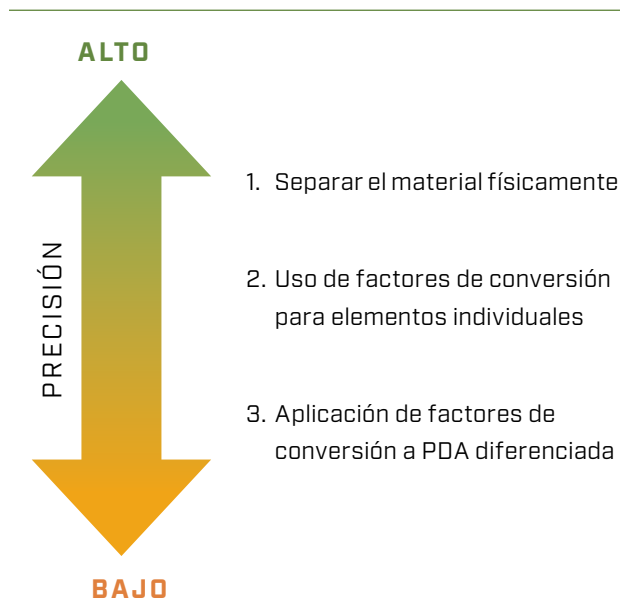 ALTO
PRECISIÓN
1. Separar el material físicamente
2. Uso de factores de conversión
para elementos individuales
3. Aplicación de factores de
conversión a PDA diferenciada
BAJO